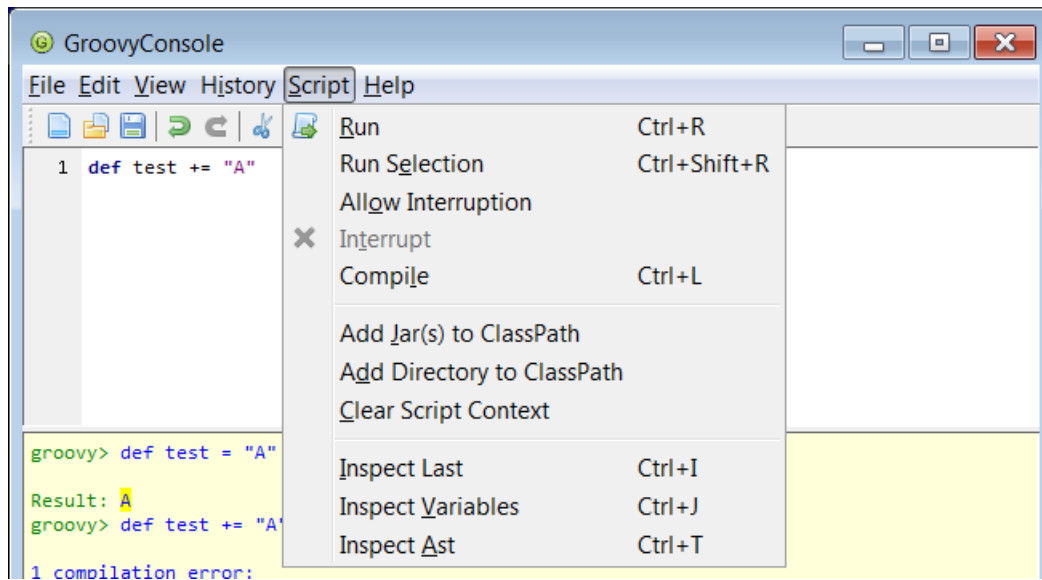 GroovyConsole
File Edit View History Script Help
1 def test += "A"
Run Ctrl+R
Run Selection Ctrl+Shift+R
Allow Interruption
Interrupt
Compile Ctrl+L
Add Jar(s) to ClassPath
Add Directory to ClassPath
Clear Script Context
Inspect Last Ctrl+I
Inspect Variables Ctrl+J
Inspect Ast Ctrl+T
groovy> def test = "A"
Result: A
groovy> def test += "A"
1 compilation error: